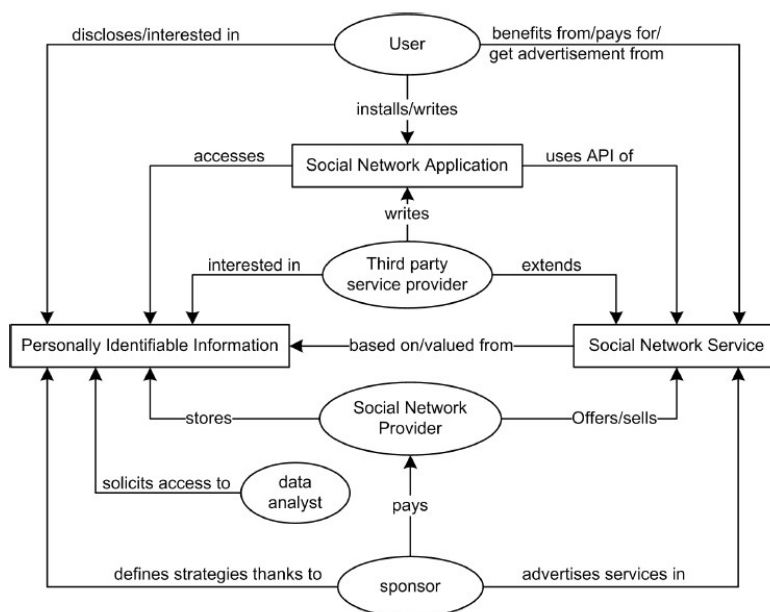 discloses/interested in
User
benefits from/pays for/
get advertisement from
installs/writes
accesses
Social Network Application
uses API of
writes
interested in
Third party
service provider
extends
Personally Identifiable Information
based on/valued from
Social Network Service
stores
Social Network
Provider
Offers/sells
solicits access to
data
analyst
pays
defines strategies thanks to
sponsor
advertises services in